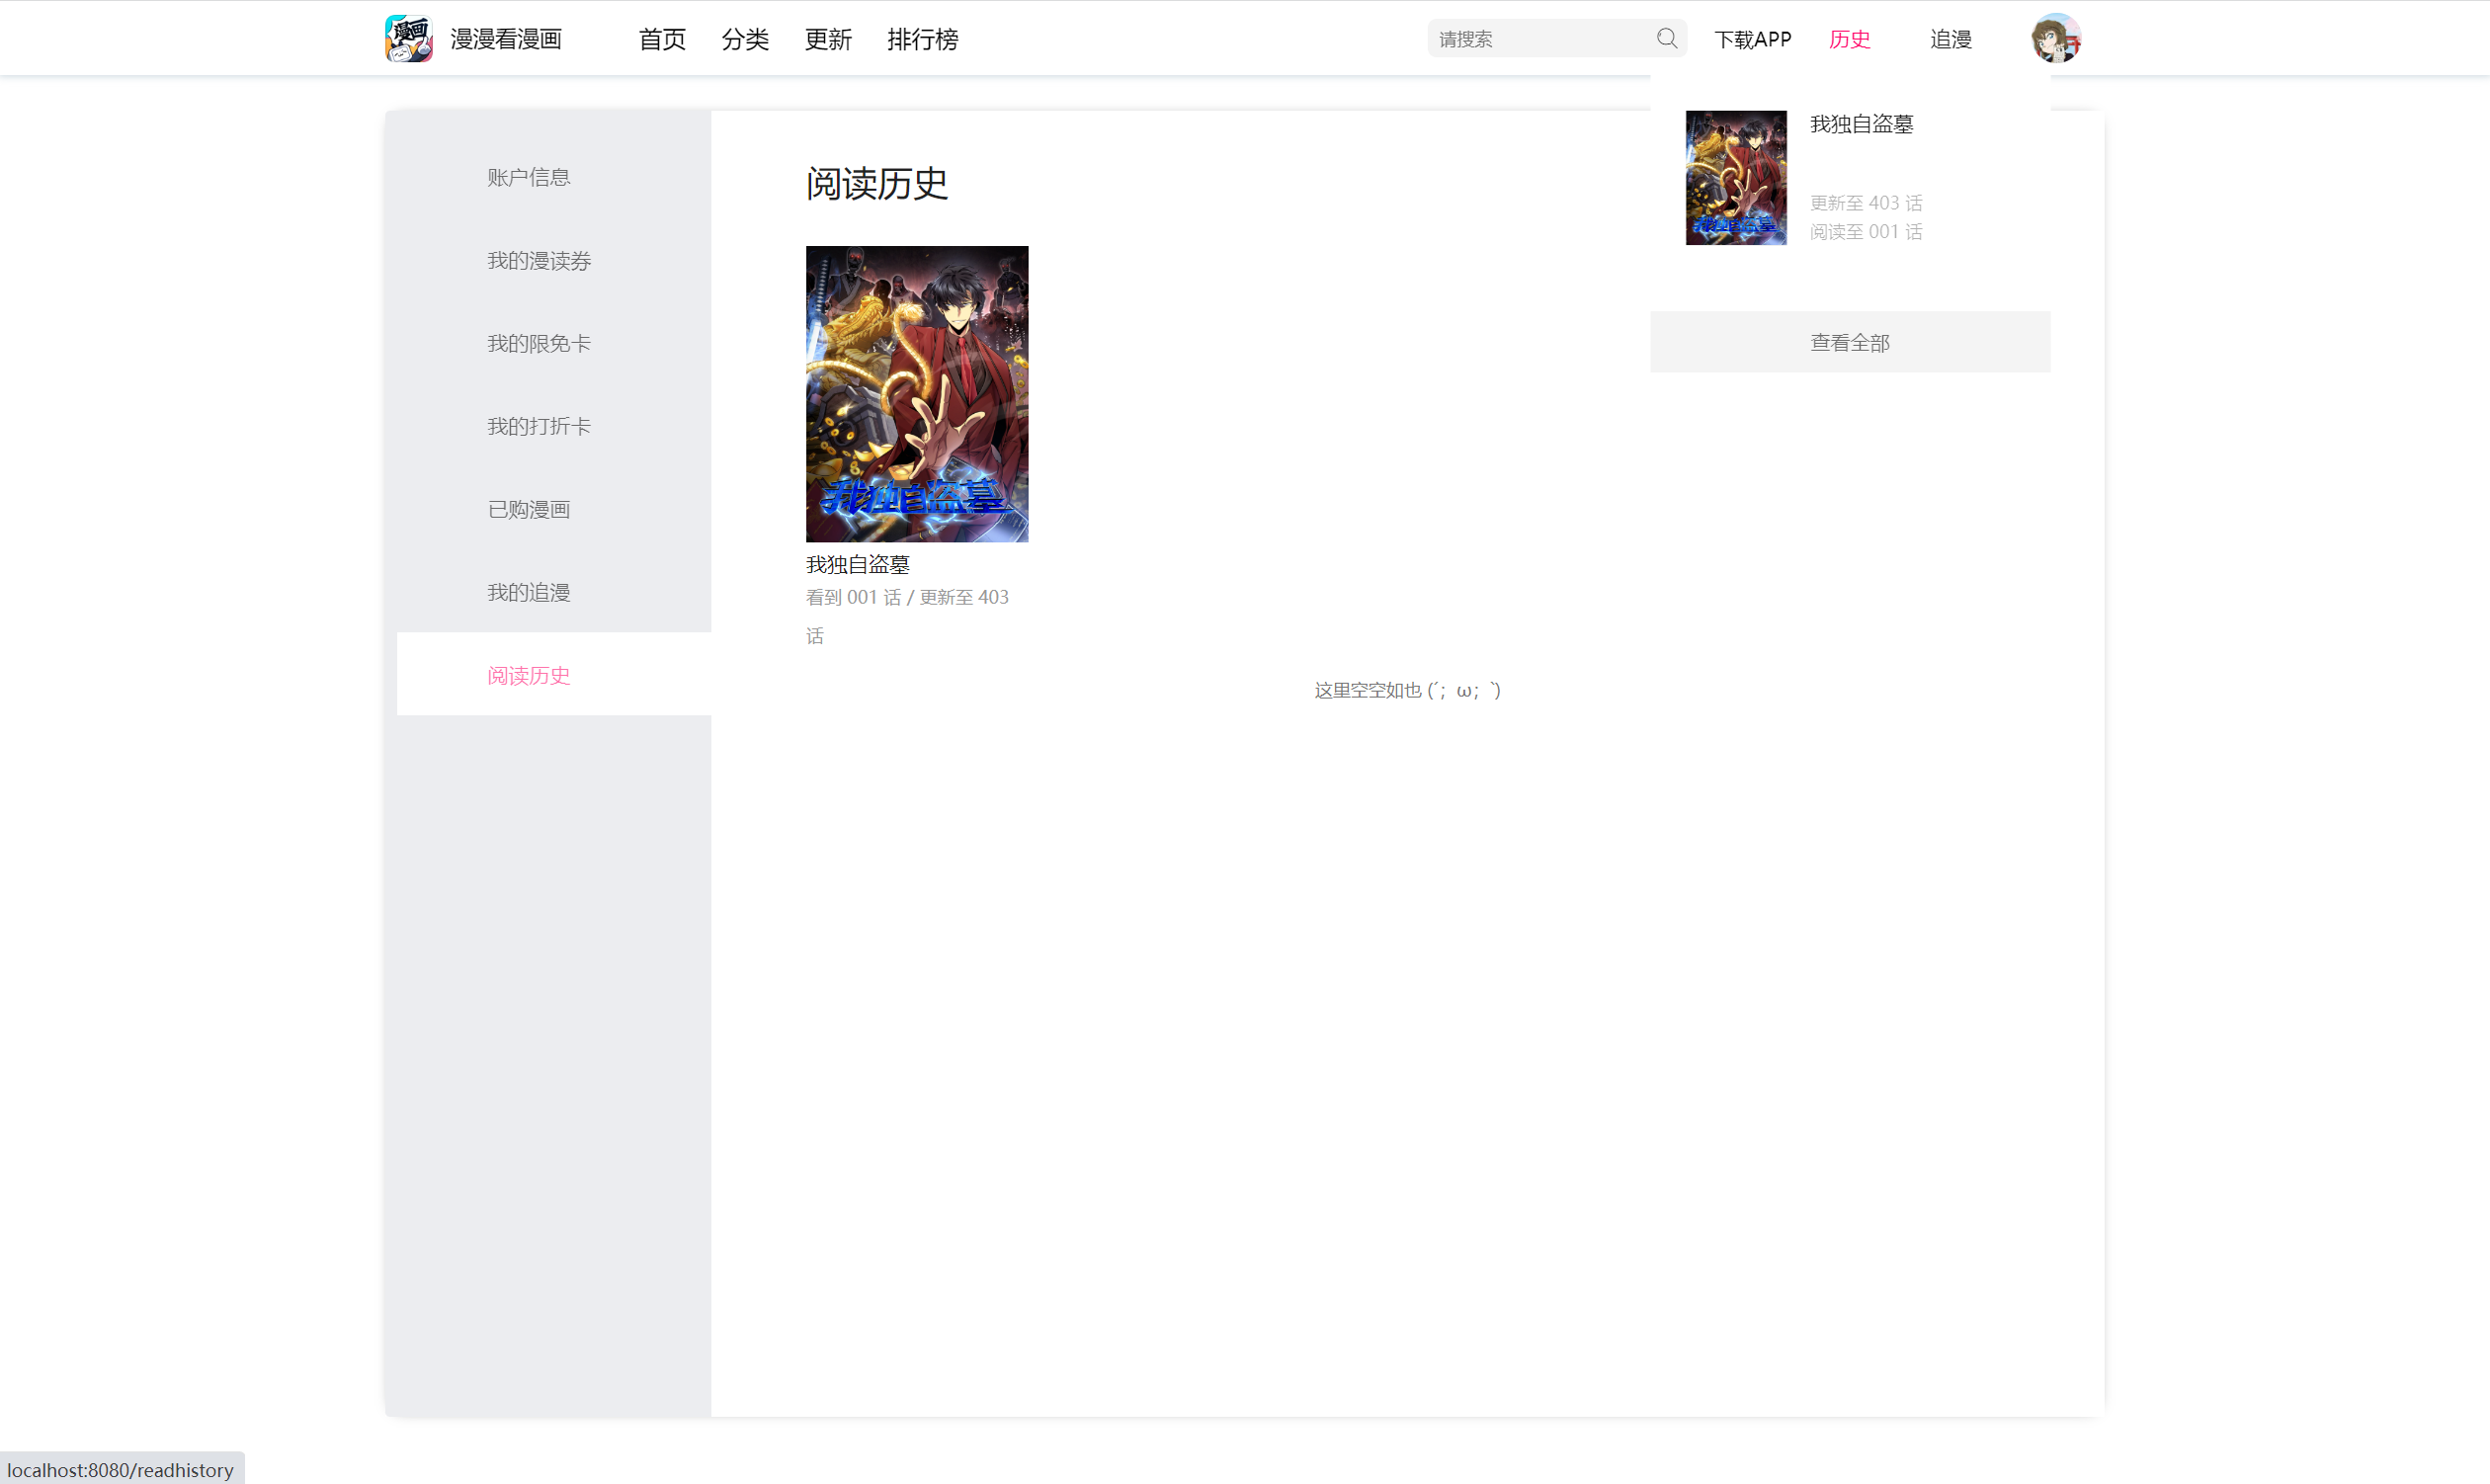 漫画
漫漫看漫画
首页
分类
更新
排行榜
请搜索
下载APP
历史
追漫
账户信息
我的漫读券
我的限免卡
我的打折卡
已购漫画
我的追漫
阅读历史
阅读历史
我独自盗墓
我独自盗墓
看到 001 话 / 更新至 403
话
这里空空如也 (´；ω；`)
我独自盗墓
我独自盗墓
更新至 403 话
阅读至 001 话
查看全部
localhost:8080/readhistory